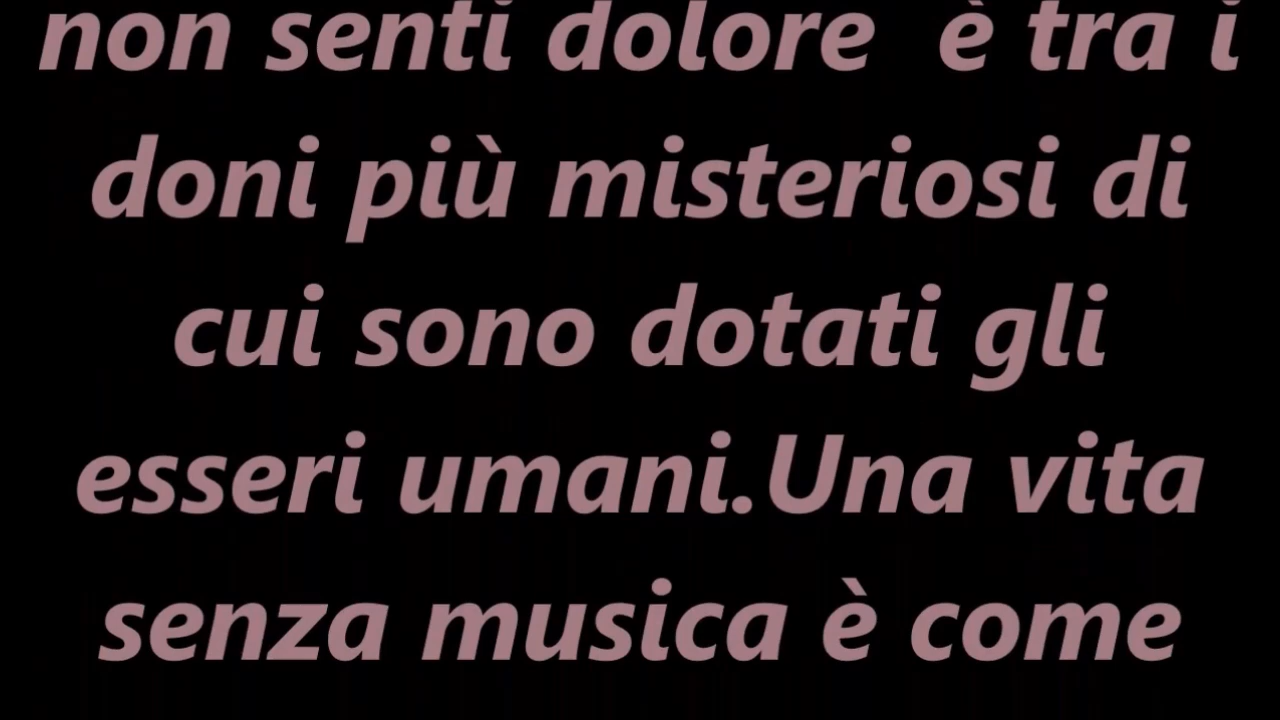 non senti dolore  è tra i
doni più misteriosi di
cui sono dotati gli
esseri umani.Una vita
senza musica è come